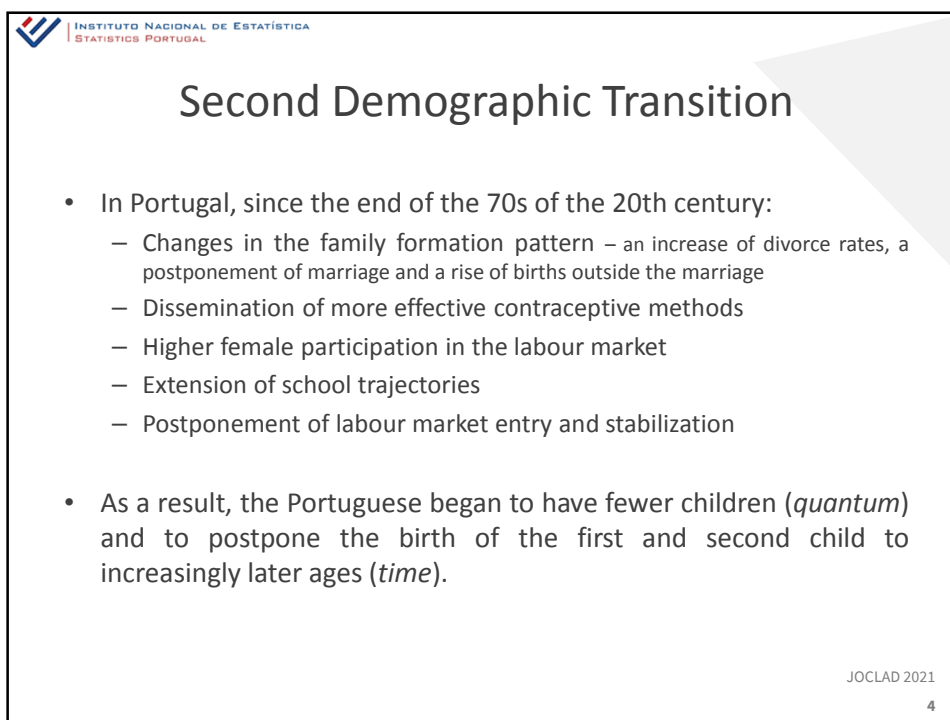 INSTITUTO NACIONAL DE ESTATÍSTICA
STATISTICS PORTUGAL
Second Demographic Transition
• In Portugal, since the end of the 70s of the 20th century:
– Changes in the family formation pattern – an increase of divorce rates, a
postponement of marriage and a rise of births outside the marriage
– Dissemination of more effective contraceptive methods
– Higher female participation in the labour market
– Extension of school trajectories
– Postponement of labour market entry and stabilization
• As a result, the Portuguese began to have fewer children (quantum)
and to postpone the birth of the first and second child to
increasingly later ages (time).
JOCLAD 2021
4